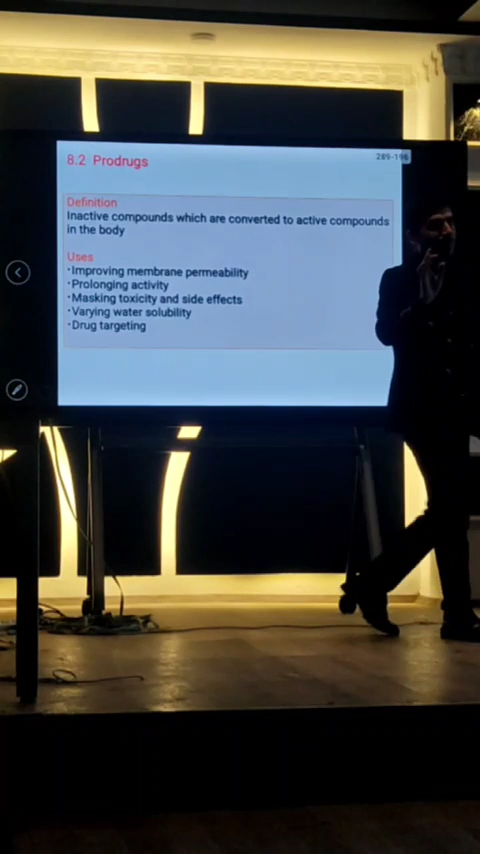 8.2 Prodrugs
289-196
Definition
Inactive compounds which are converted to active compounds
in the body
Uses
·Improving membrane permeability
·Prolonging activity
·Masking toxicity and side effects
·Varying water solubility
·Drug targeting